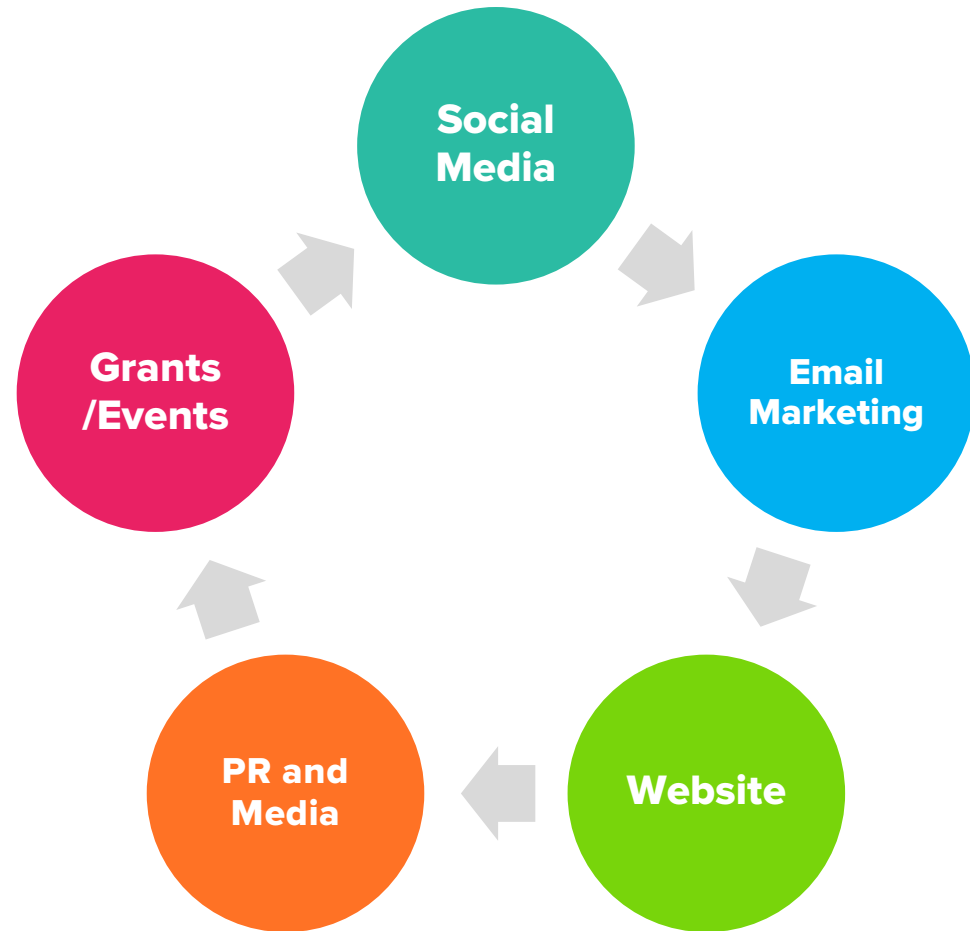 Social
Media
Email
Marketing
Website
PR and
Media
Grants
/Events